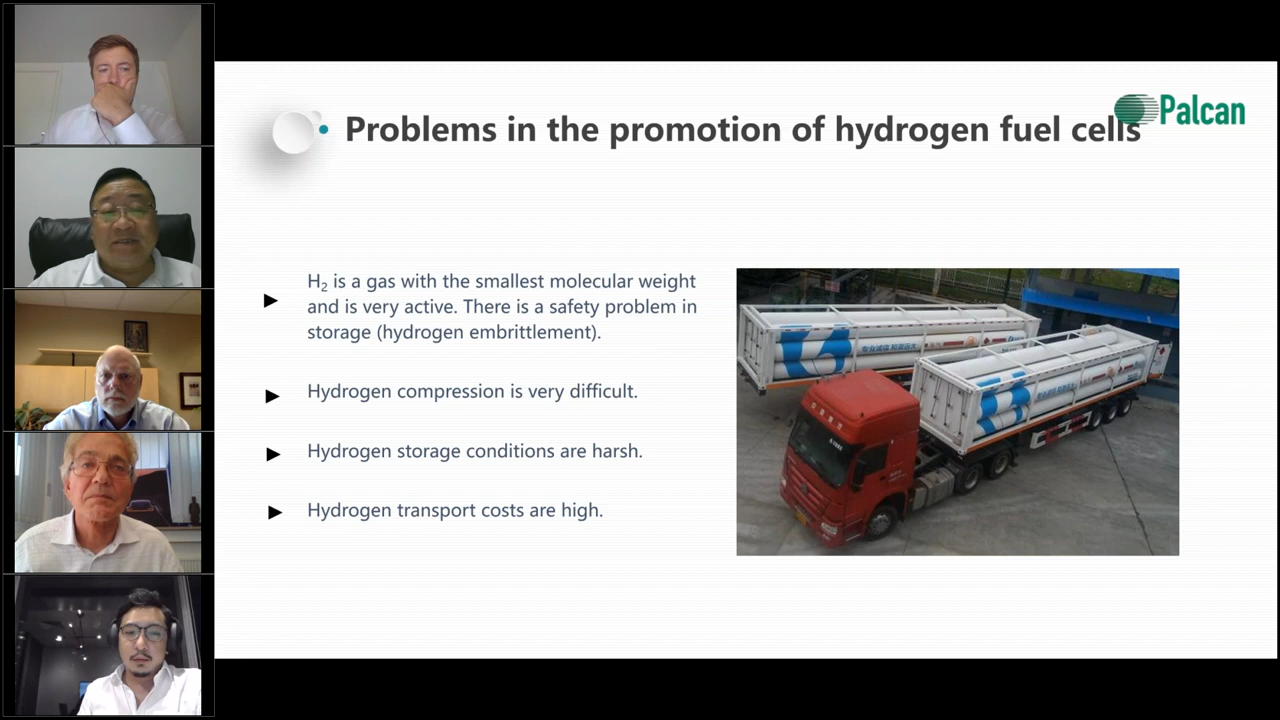 Problems in the promotion of hydrogen fuel cells
Palcan
H₂ is a gas with the smallest molecular weight
and is very active. There is a safety problem in
storage (hydrogen embrittlement).
Hydrogen compression is very difficult.
Hydrogen storage conditions are harsh.
Hydrogen transport costs are high.